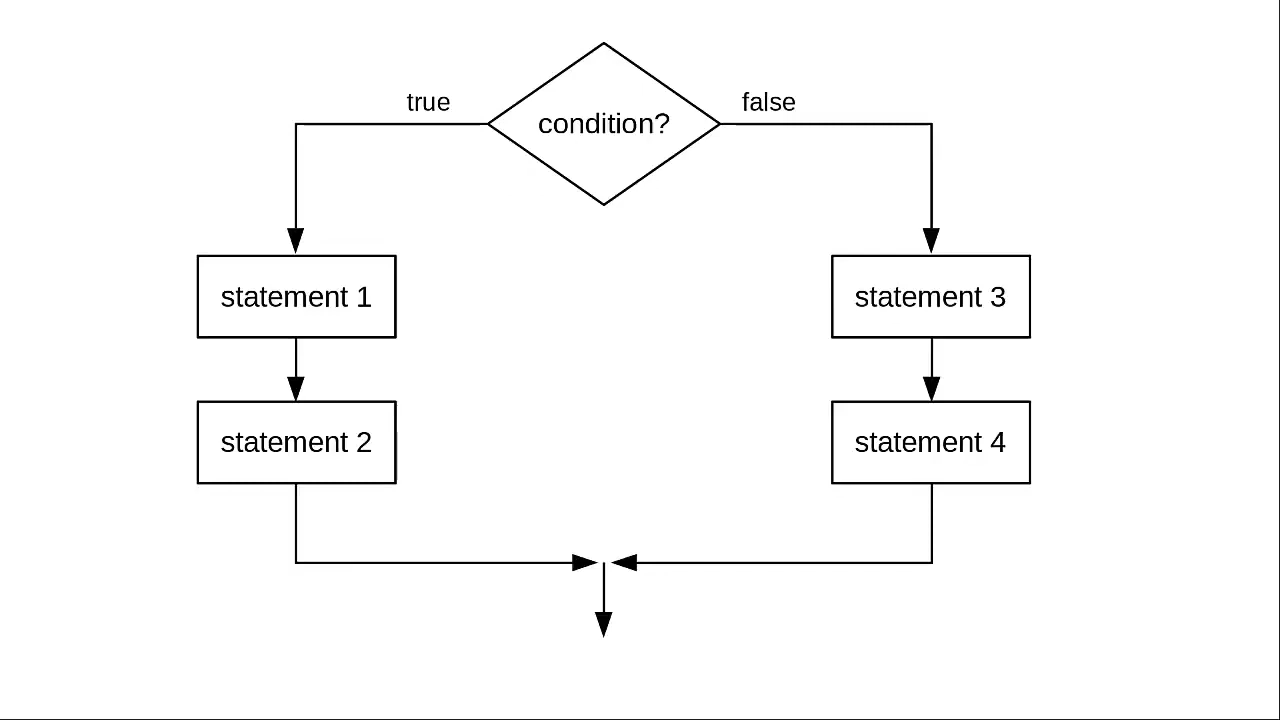 condition?
true
false
statement 1
statement 3
statement 2
statement 4